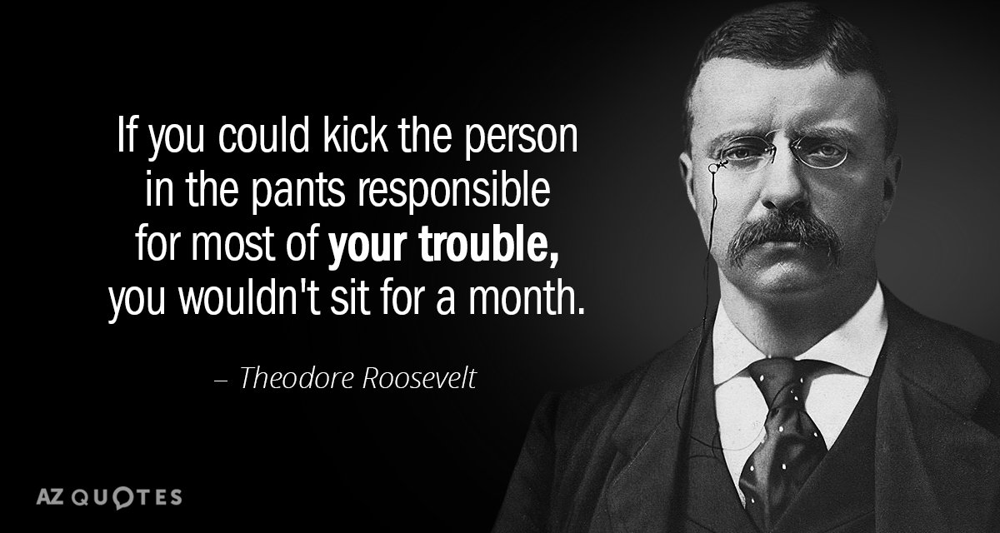 If you could kick the person
in the pants responsible
for most of your trouble,
you wouldn't sit for a month.
– Theodore Roosevelt
AZ QUOTES